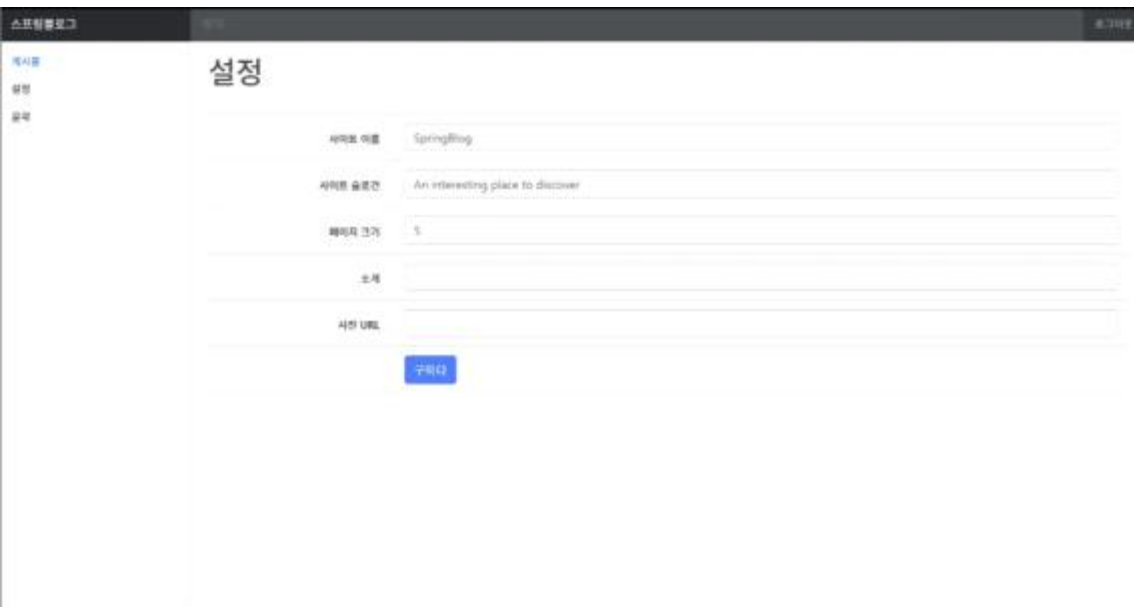 스프링블로그
로그아웃
게시물
설정
설정
사이트 이름
SpringBlog
사이트 슬로건
An interesting place to discover
페이지 크기
5
소개
사진 URL
구하다